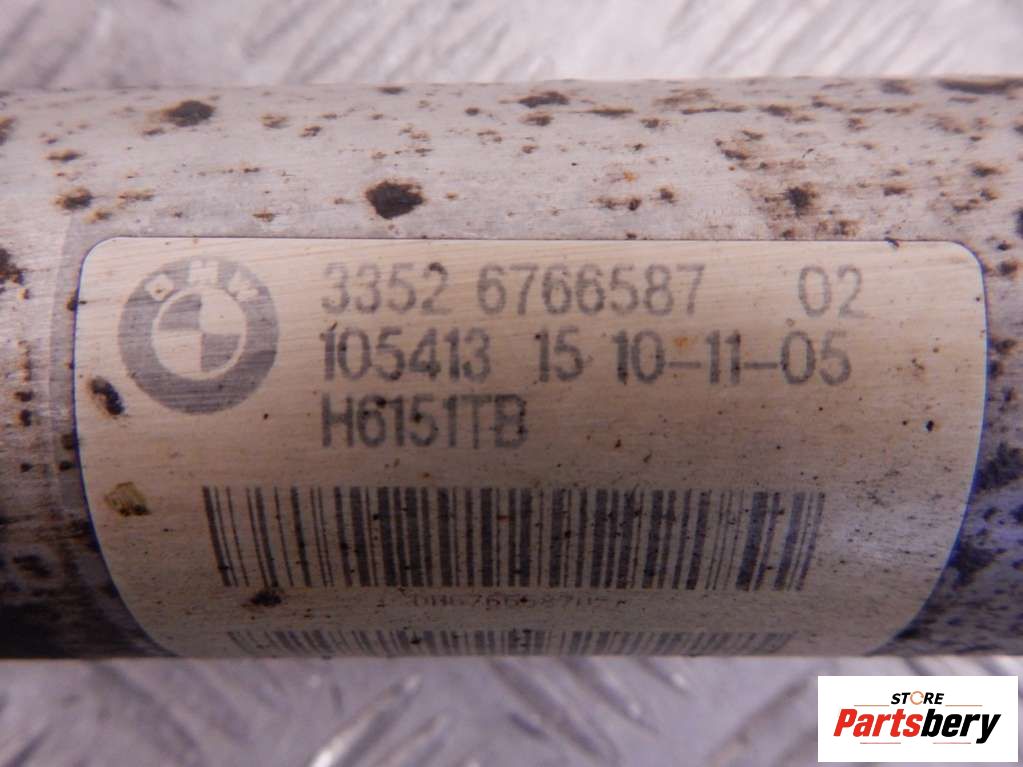 BMW
3352 6766587 02
105413 15 10-11-05
H6151TB
STORE
Partsbery